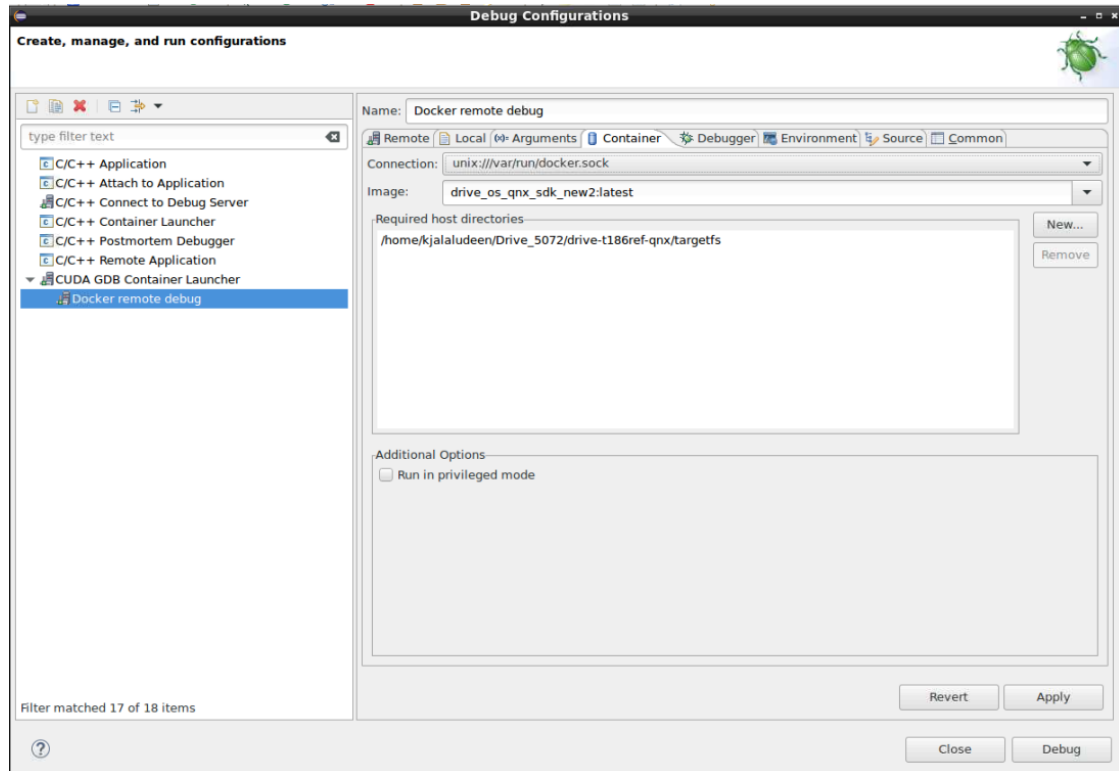 Debug Configurations
Create, manage, and run configurations
type filter text
C/C++ Application
C/C++ Attach to Application
C/C++ Connect to Debug Server
C/C++ Container Launcher
C/C++ Postmortem Debugger
C/C++ Remote Application
CUDA GDB Container Launcher
Docker remote debug
Filter matched 17 of 18 items
Name: Docker remote debug
Remote Local Arguments Container Debugger Environment Source Common
Connection: unix:///var/run/docker.sock
Image: drive_os_qnx_sdk_new2:latest
Required host directories
/home/kjalaludeen/Drive_5072/drive-t186ref-qnx/targetfs
New...
Remove
Additional Options
Run in privileged mode
Revert Apply
Close Debug